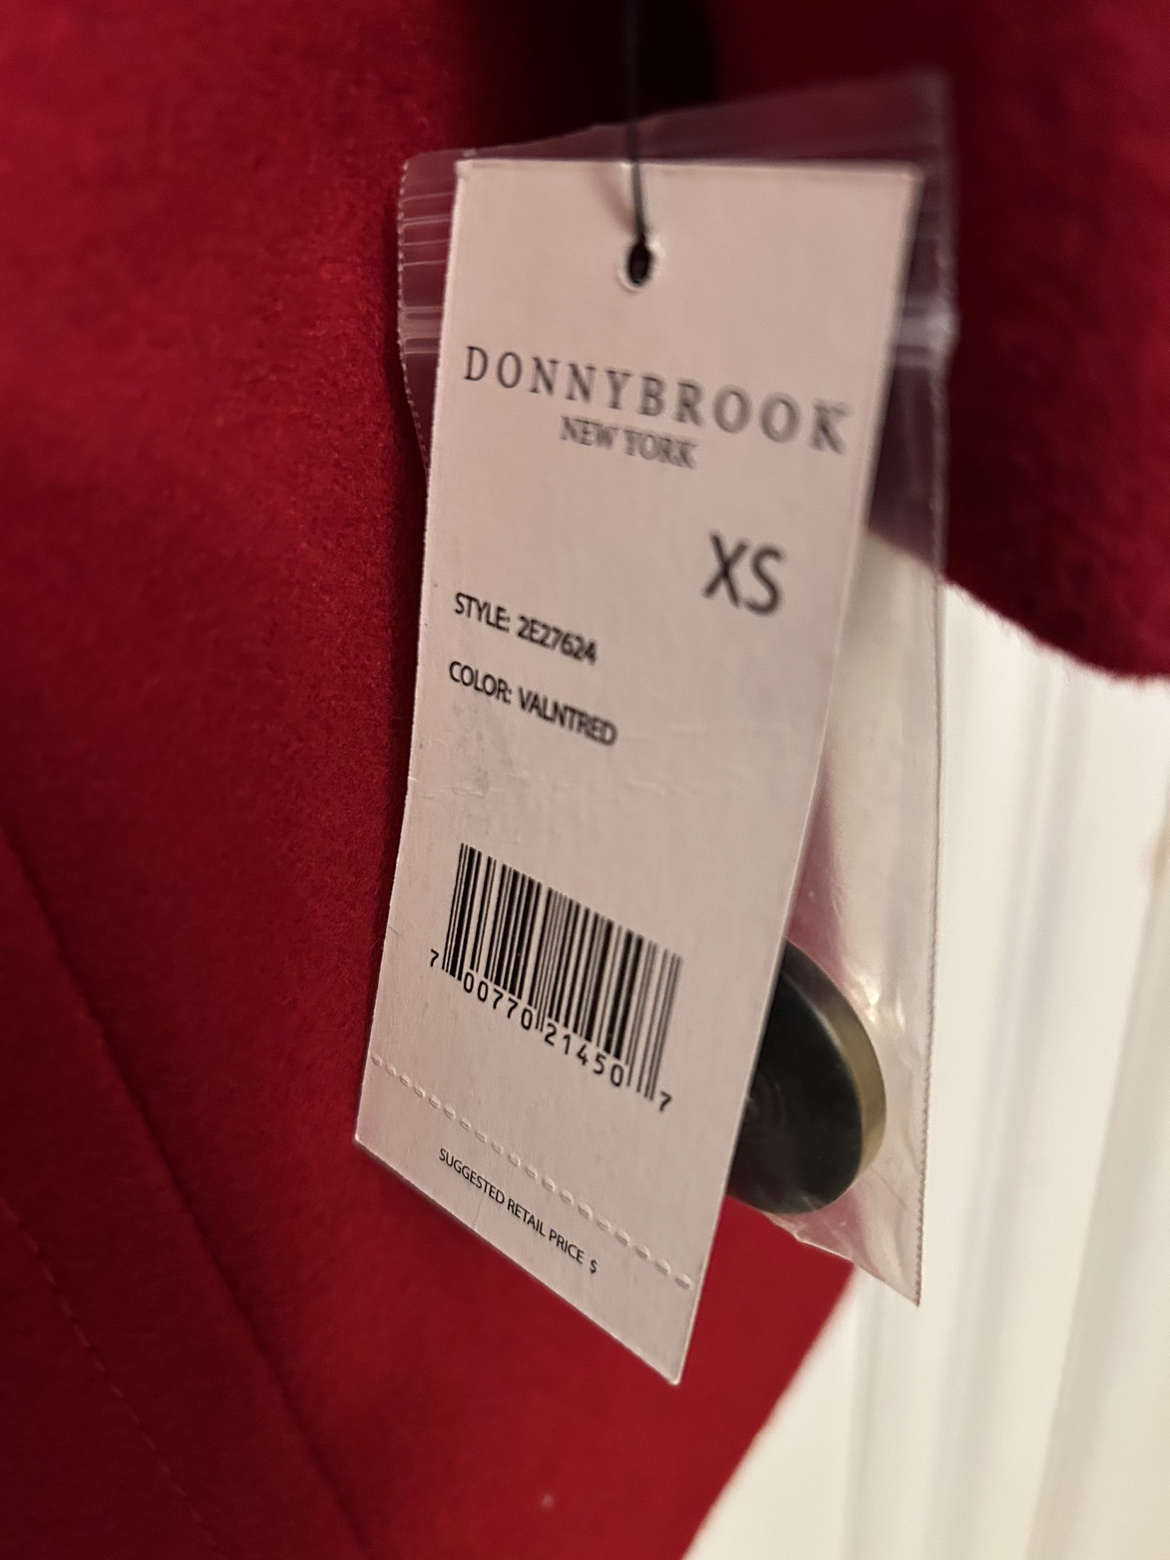 DONNYBROOK
NEW YORK
XS
STYLE: 2E27624
COLOR: VALNTRED
7 00770 21450 7
SUGGESTED RETAIL PRICE $